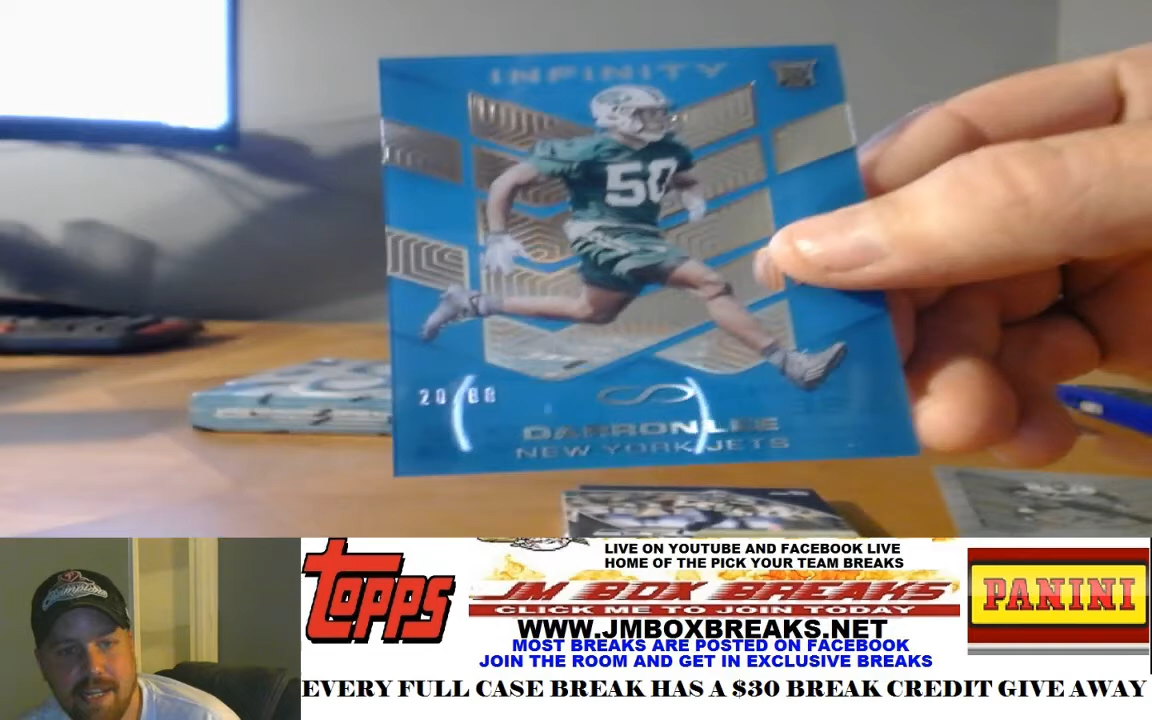 INFINITY
50
DARRON LEE
NEW YORK JETS
TOPPS
LIVE ON YOUTUBE AND FACEBOOK LIVE
HOME OF THE PICK YOUR TEAM BREAKS
JM BOX BREAKS
CLICK ME TO JOIN TODAY
WWW.JMBOXBREAKS.NET
MOST BREAKS ARE POSTED ON FACEBOOK
JOIN THE ROOM AND GET IN EXCLUSIVE BREAKS
PANINI
EVERY FULL CASE BREAK HAS A $30 BREAK CREDIT GIVE AWAY